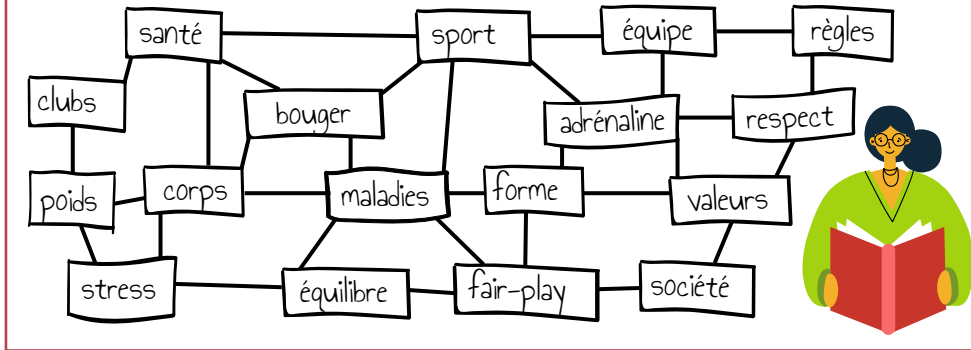 santé
sport
équipe
règles
clubs
bouger
adrénaline
respect
poids
corps
maladies
forme
valeurs
stress
équilibre
fair-play
société